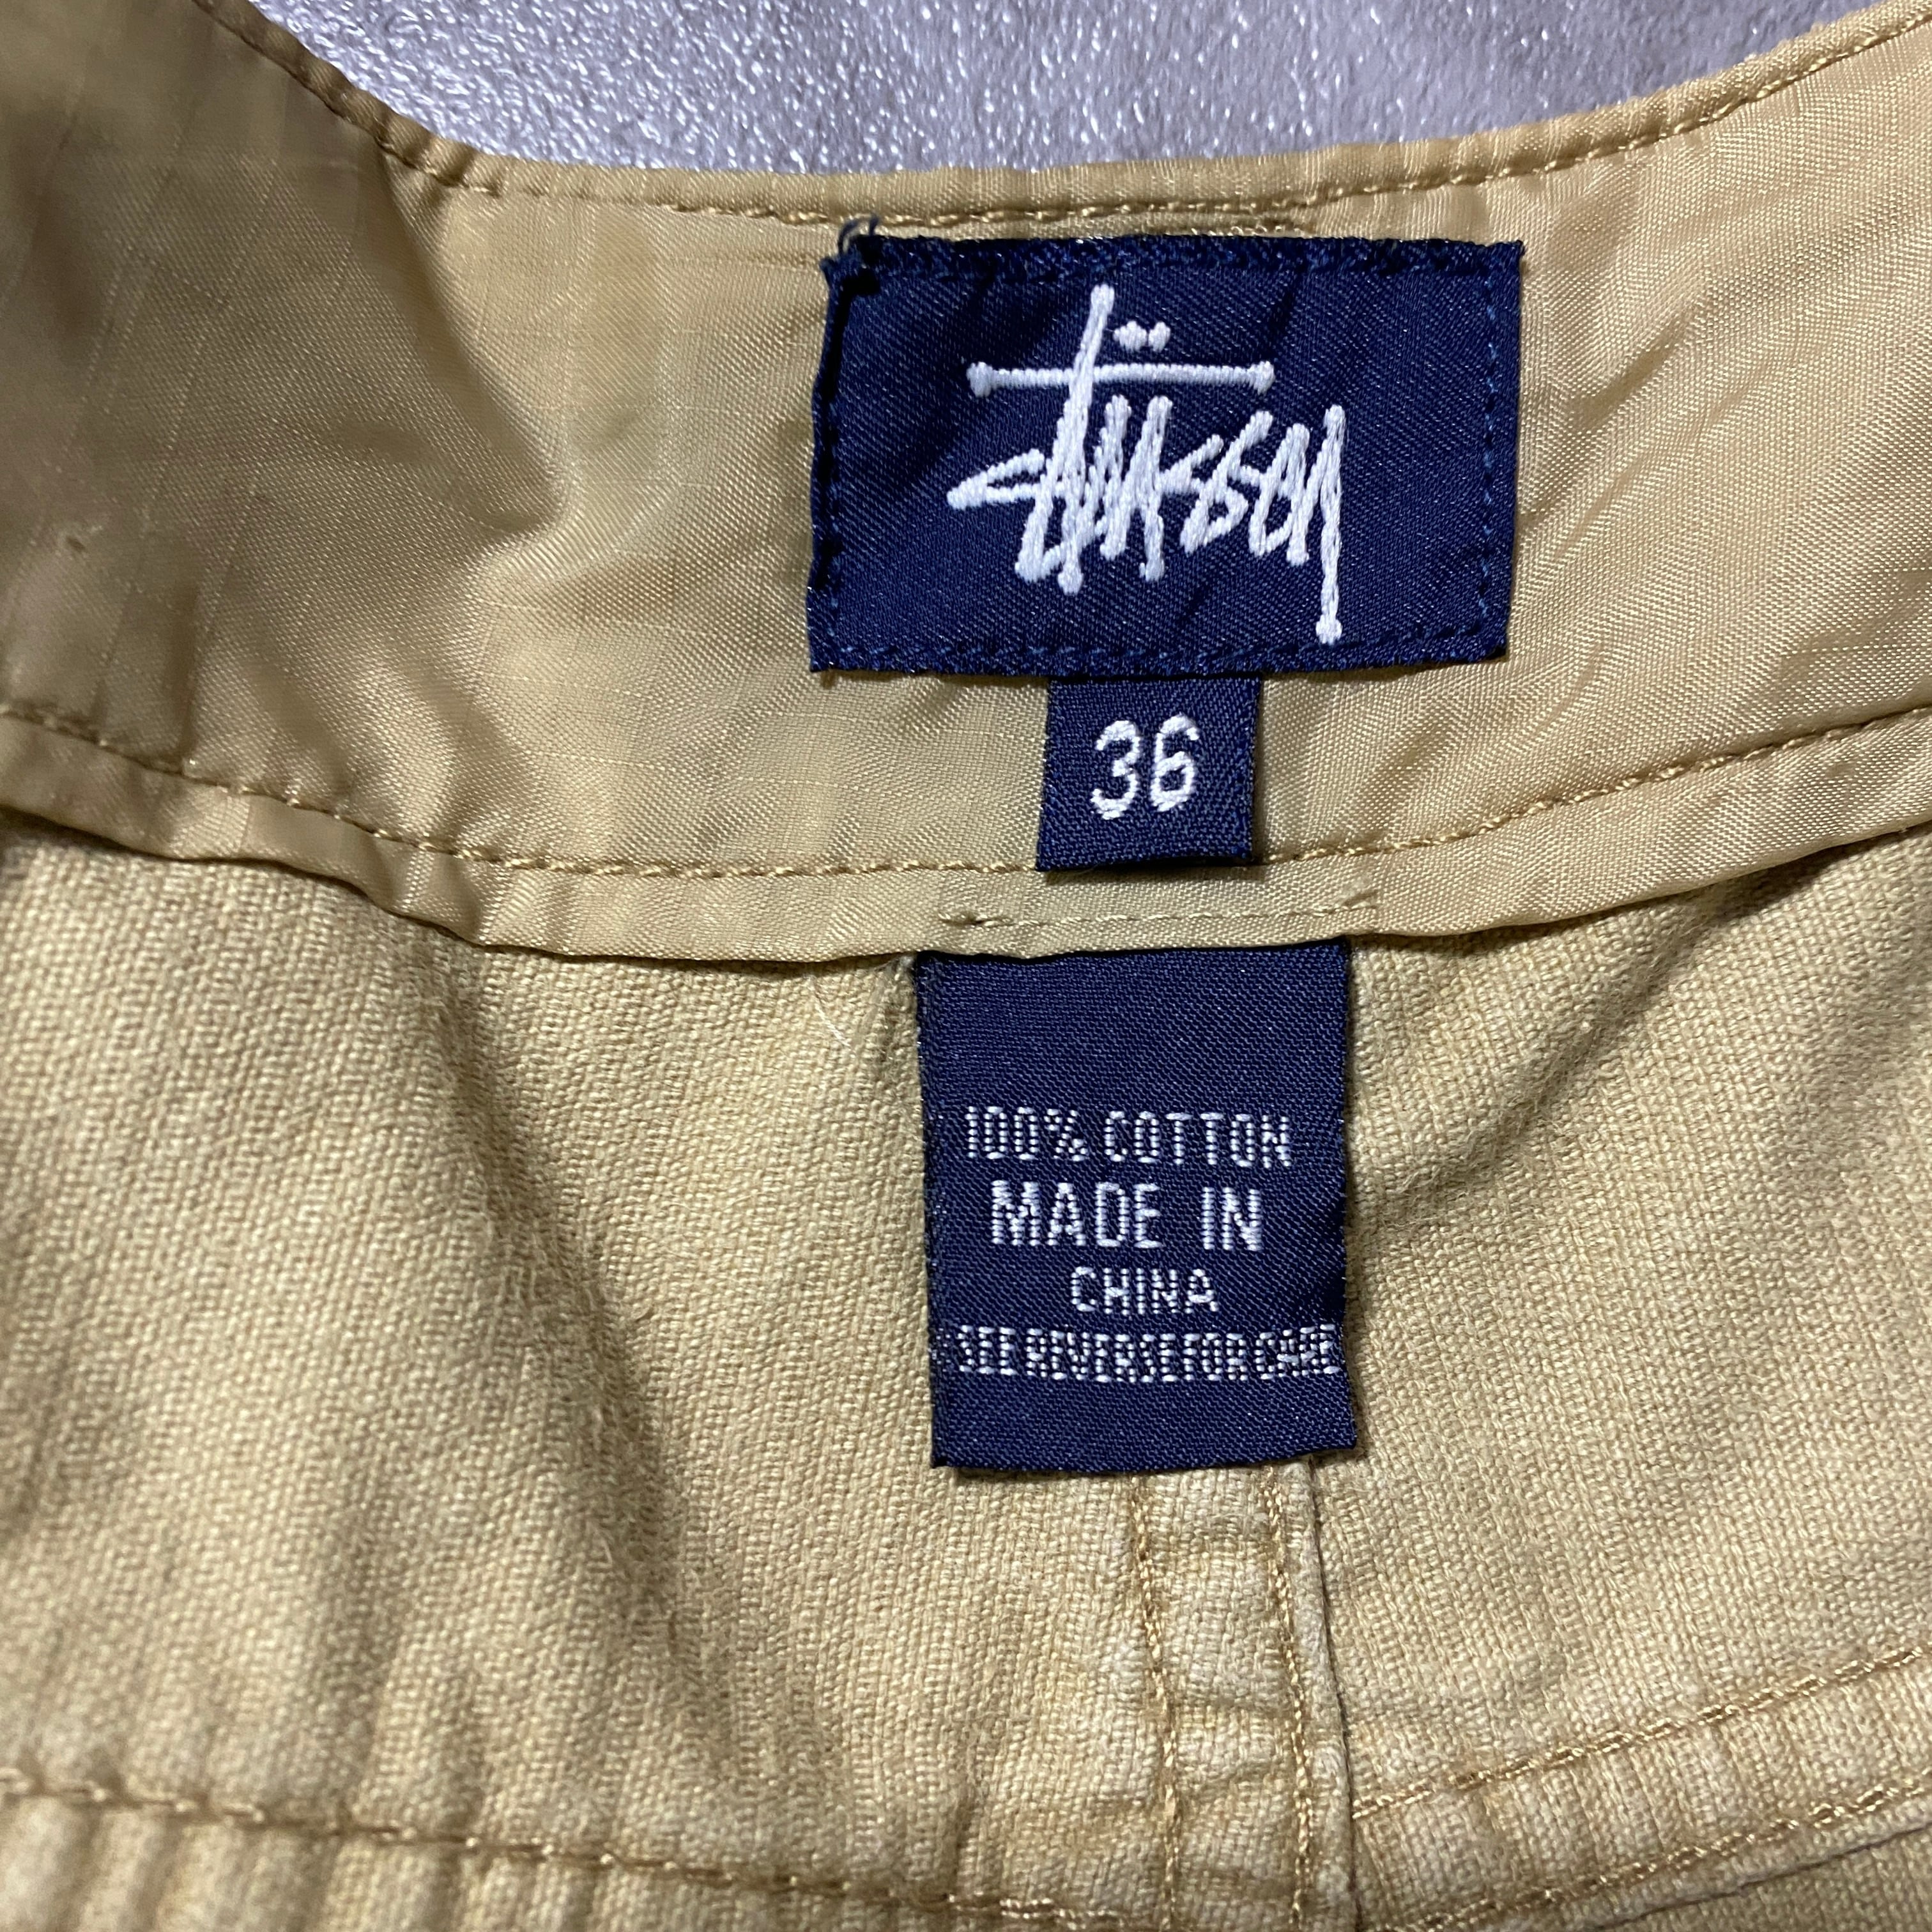 Stüssy
36
100% COTTON
MADE IN
CHINA
SEE REVERSE FOR CARE